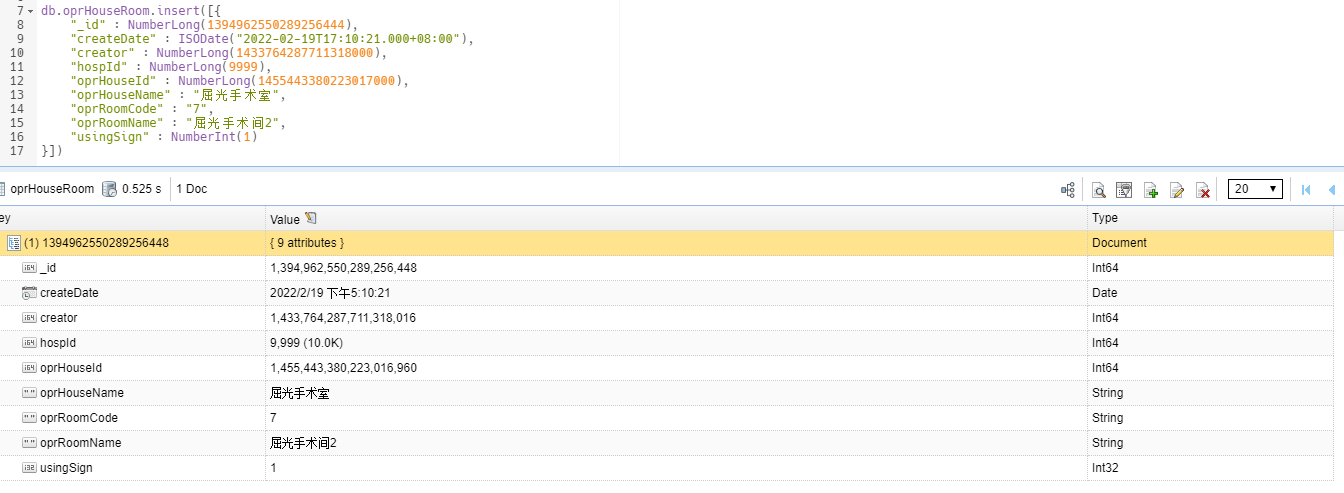 7 db.oprHouseRoom.insert([{
8 "_id" : NumberLong(1394962550289256444),
9 "createDate" : ISODate("2022-02-19T17:10:21.000+08:00"),
10 "creator" : NumberLong(1433764287711318000),
11 "hospId" : NumberLong(9999),
12 "oprHouseId" : NumberLong(1455443380223017000),
13 "oprHouseName" : "屈光手术室",
14 "oprRoomCode" : "7",
15 "oprRoomName" : "屈光手术间2",
16 "usingSign" : NumberInt(1)
17 }])
oprHouseRoom 0.525 s 1 Doc 20
ey Value Type
(1) 1394962550289256448 { 9 attributes } Document
_id 1,394,962,550,289,256,448 Int64
createDate 2022/2/19 下午5:10:21 Date
creator 1,433,764,287,711,318,016 Int64
hospId 9,999 (10.0K) Int64
oprHouseId 1,455,443,380,223,016,960 Int64
oprHouseName 屈光手术室 String
oprRoomCode 7 String
oprRoomName 屈光手术间2 String
usingSign 1 Int32